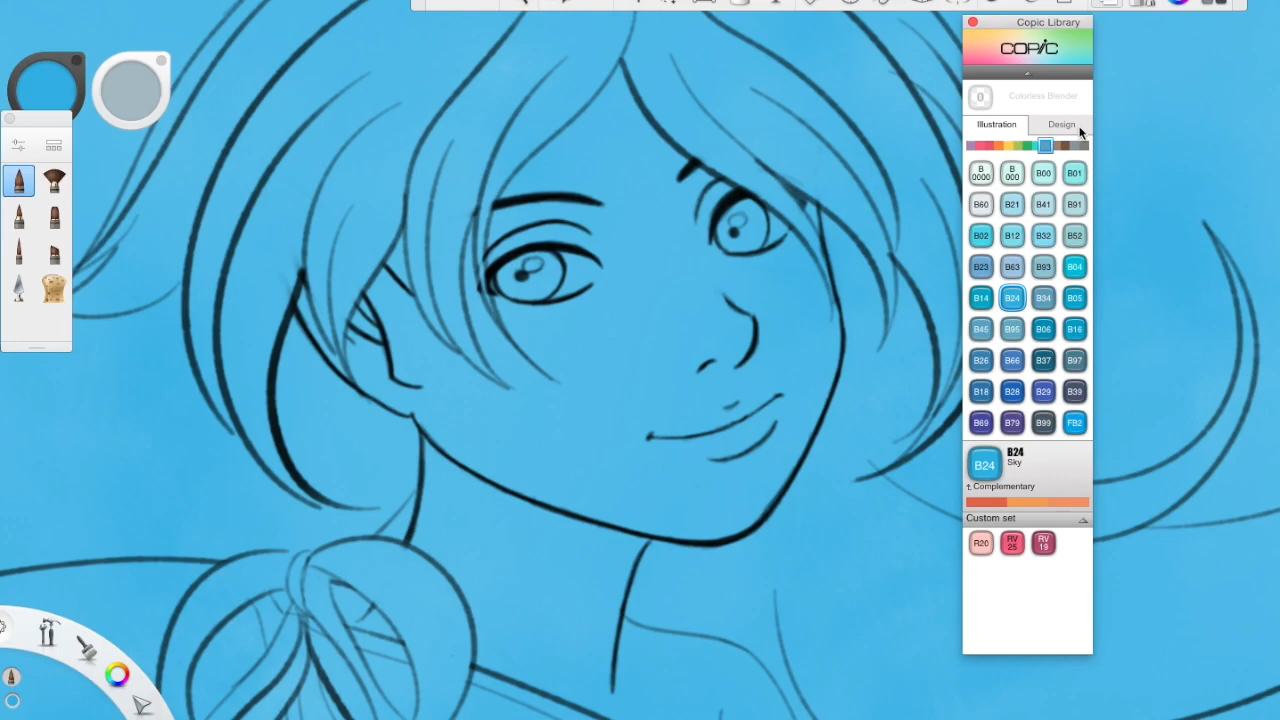 Copic Library
COPIC
0 Colorless Blender
Illustration Design
B 0000 B 000 B00 B01
B60 B21 B41 B91
B02 B12 B32 B52
B23 B63 B93 B04
B14 B24 B34 B05
B45 B95 B06 B16
B26 B66 B37 B97
B18 B28 B29 B39
B69 B79 B99 FB2
B24 B24
Sky
Complementary
Custom set
R20 RV 25 RV 19